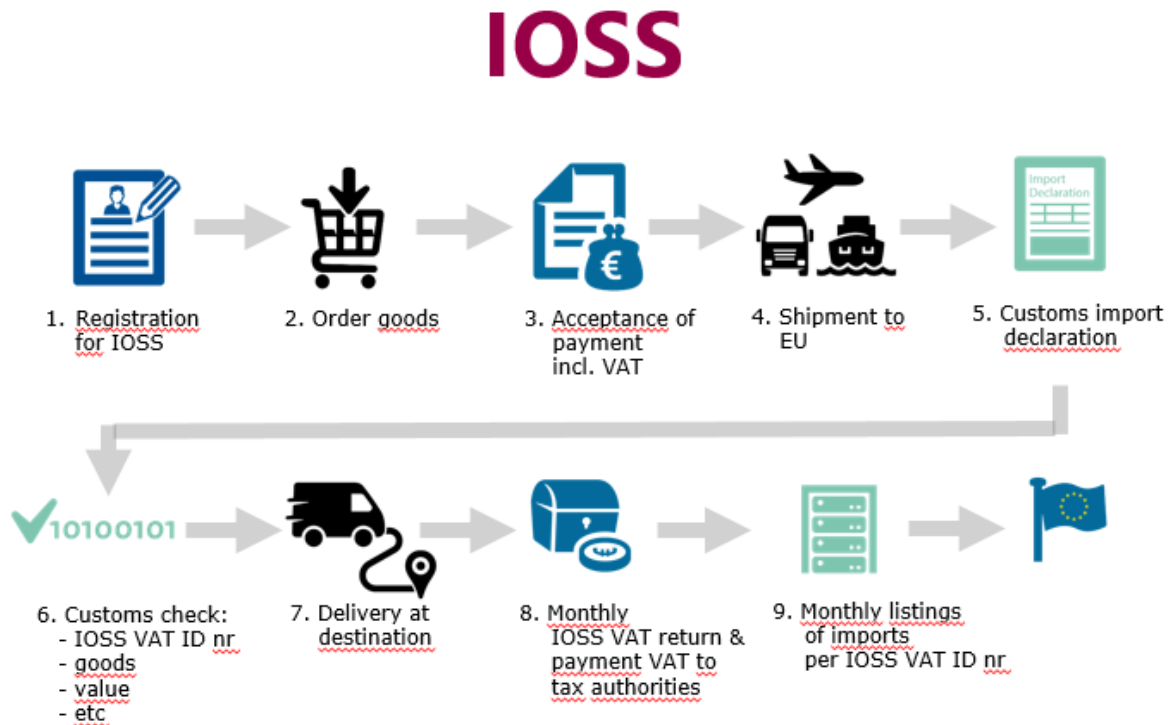 IOSS
Import
Declaration
€
1. Registration
for IOSS
2. Order goods
3. Acceptance of
payment
incl. VAT
4. Shipment to
EU
5. Customs import
declaration
10100101
6. Customs check:
- IOSS VAT ID nr
- goods
- value
- etc
7. Delivery at
destination
8. Monthly
IOSS VAT return &
payment VAT to
tax authorities
9. Monthly listings
of imports
per IOSS VAT ID nr